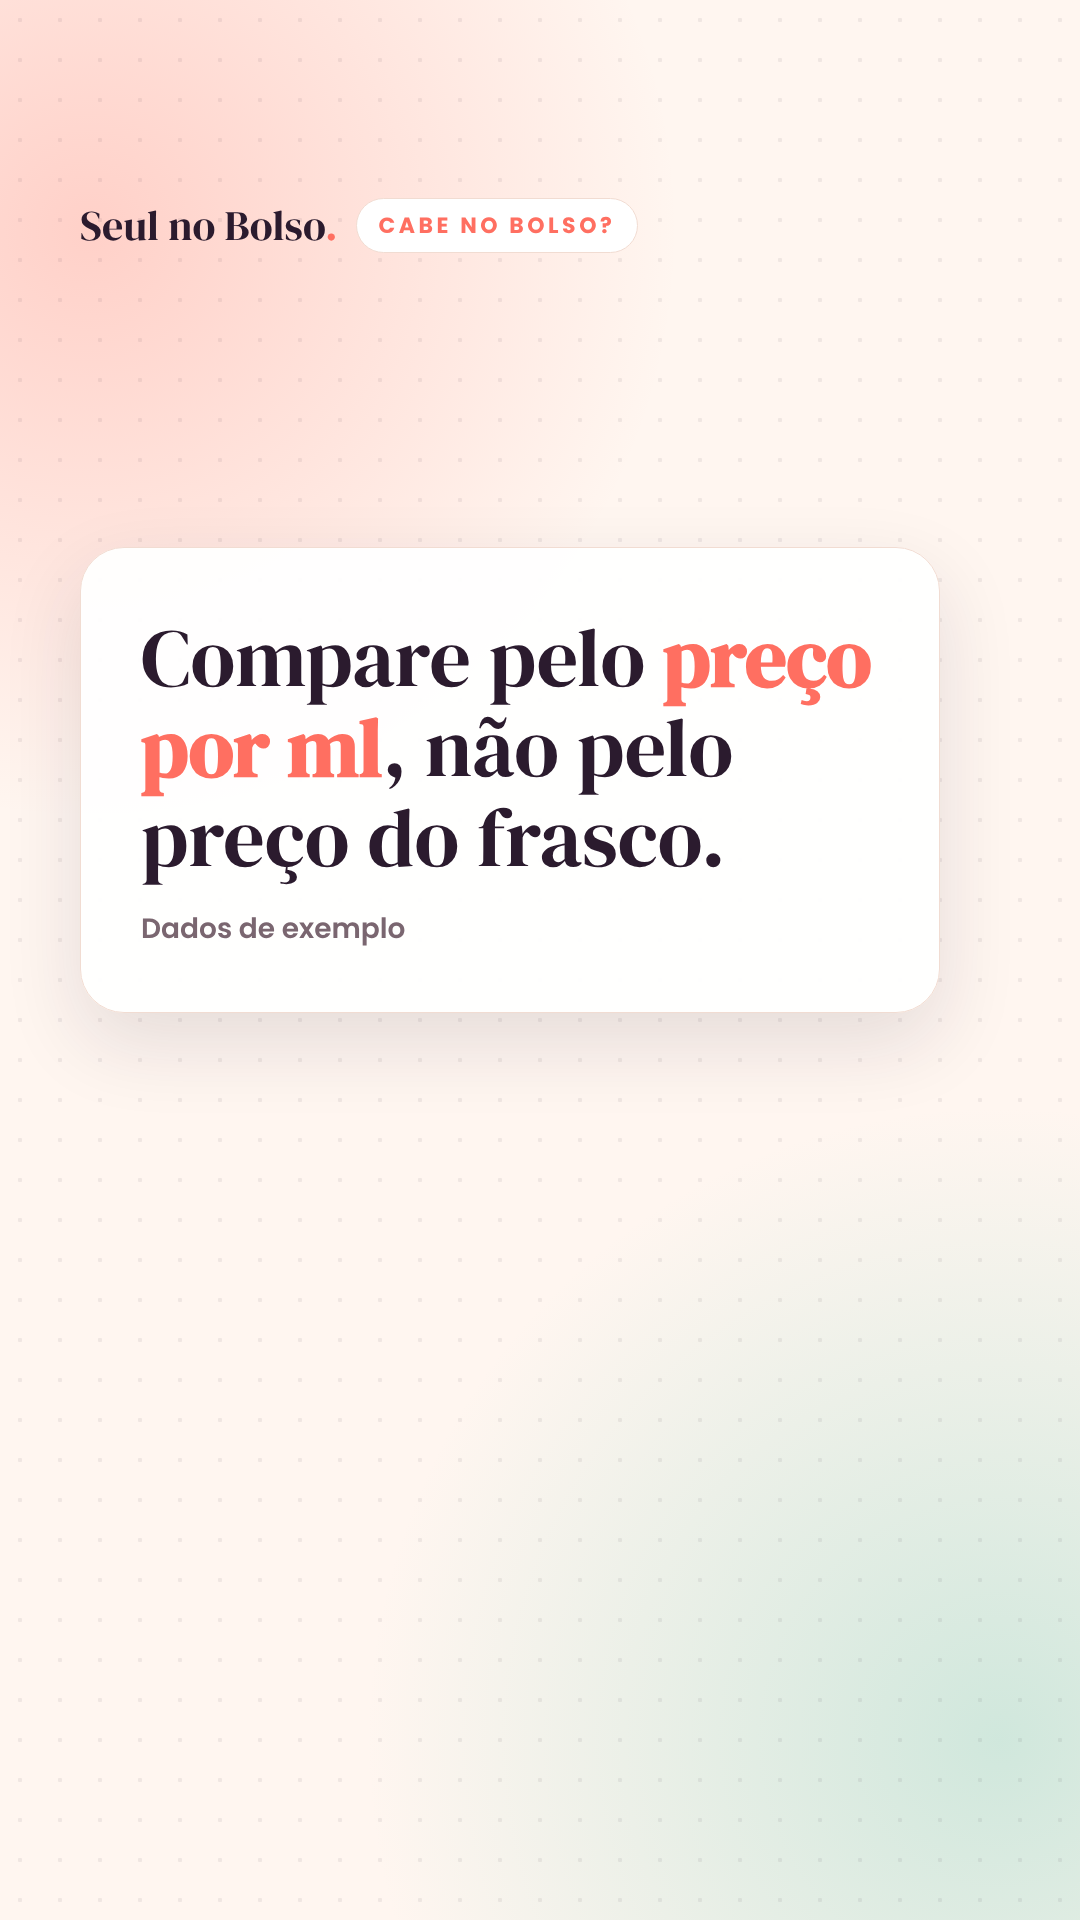 Seul no Bolso.
CABE NO BOLSO?
Compare pelo preço
por ml, não pelo
preço do frasco.
Dados de exemplo